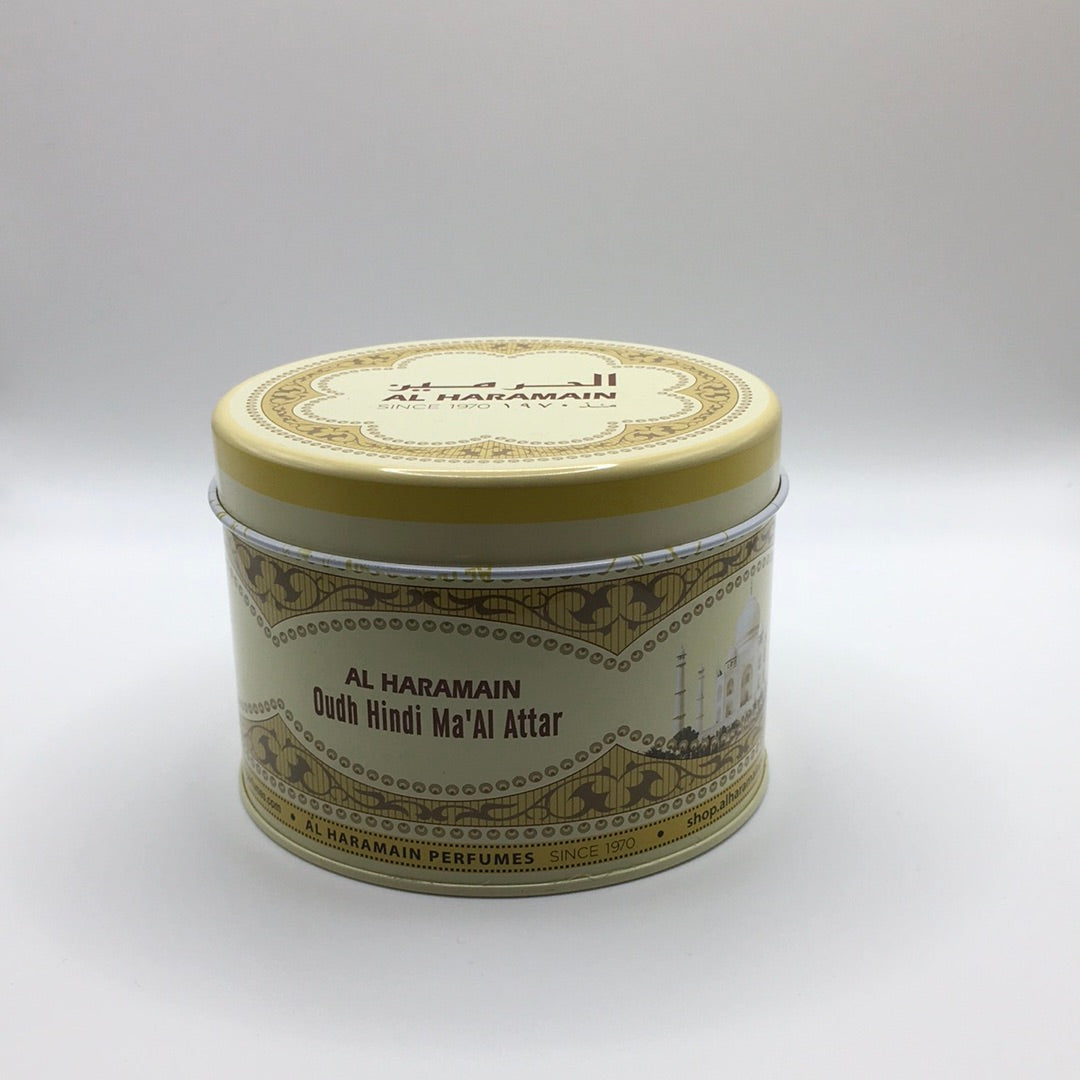 الحرمين
AL HARAMAIN
SINCE 1970 منذ ١٩٧٠
AL HARAMAIN
Oudh Hindi Ma'Al Attar
AL HARAMAIN PERFUMES SINCE 1970